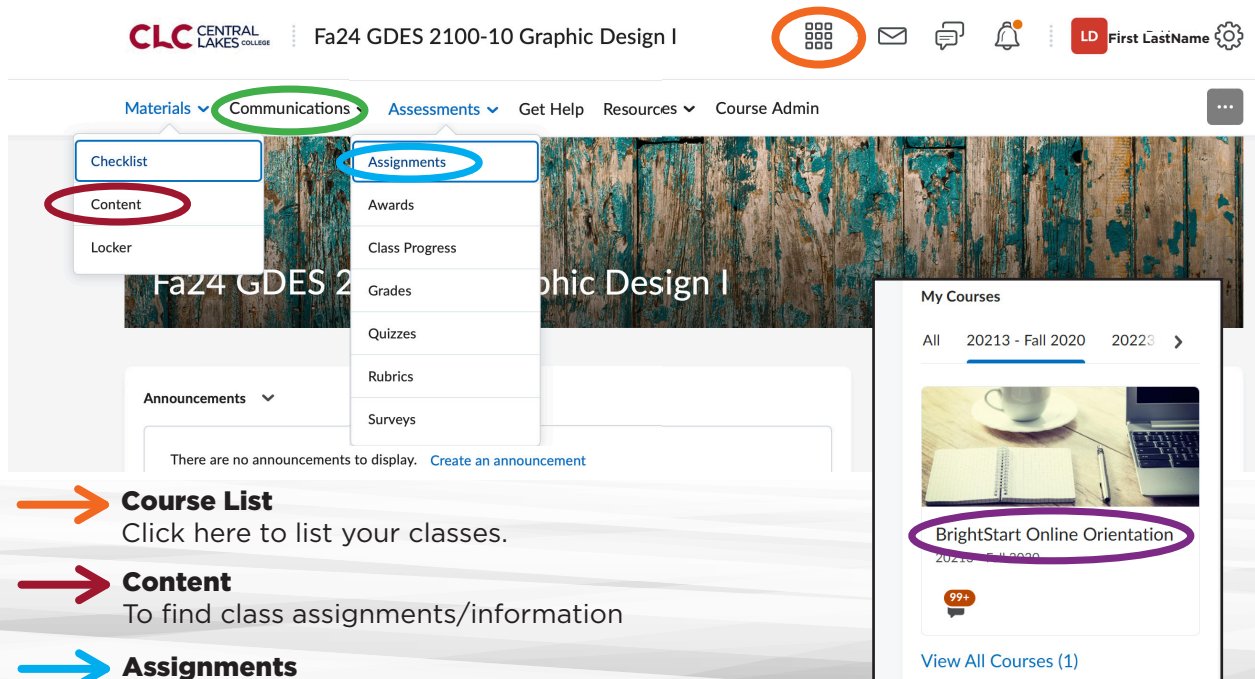 CLC CENTRAL LAKES COLLEGE
Fa24 GDES 2100-10 Graphic Design I
LD First LastName
Materials Communications Assessments Get Help Resources Course Admin
...
Checklist
Content
Locker
Assignments
Awards
Class Progress
Grades
Quizzes
Rubrics
Surveys
Fa24 GDES 2 phic Design I
Announcements
There are no announcements to display. Create an announcement
My Courses
All 20213 - Fall 2020 20223
BrightStart Online Orientation
20213 - Fall 2020
99+
View All Courses (1)
Course List
Click here to list your classes.
Content
To find class assignments/information
Assignments